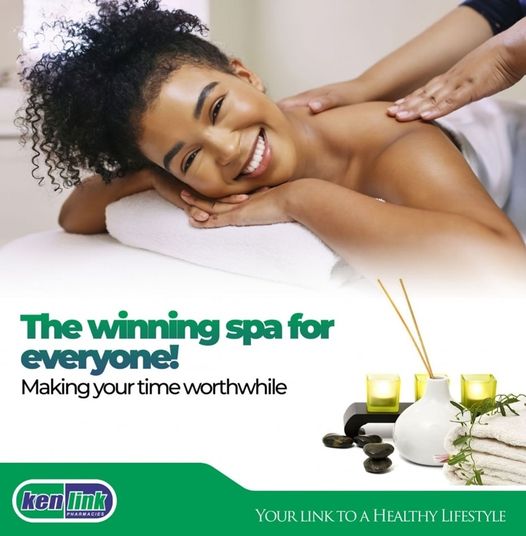 The winning spa for
everyone!
Making your time worthwhile
ken link
PHARMACIES
YOUR LINK TO A HEALTHY LIFESTYLE